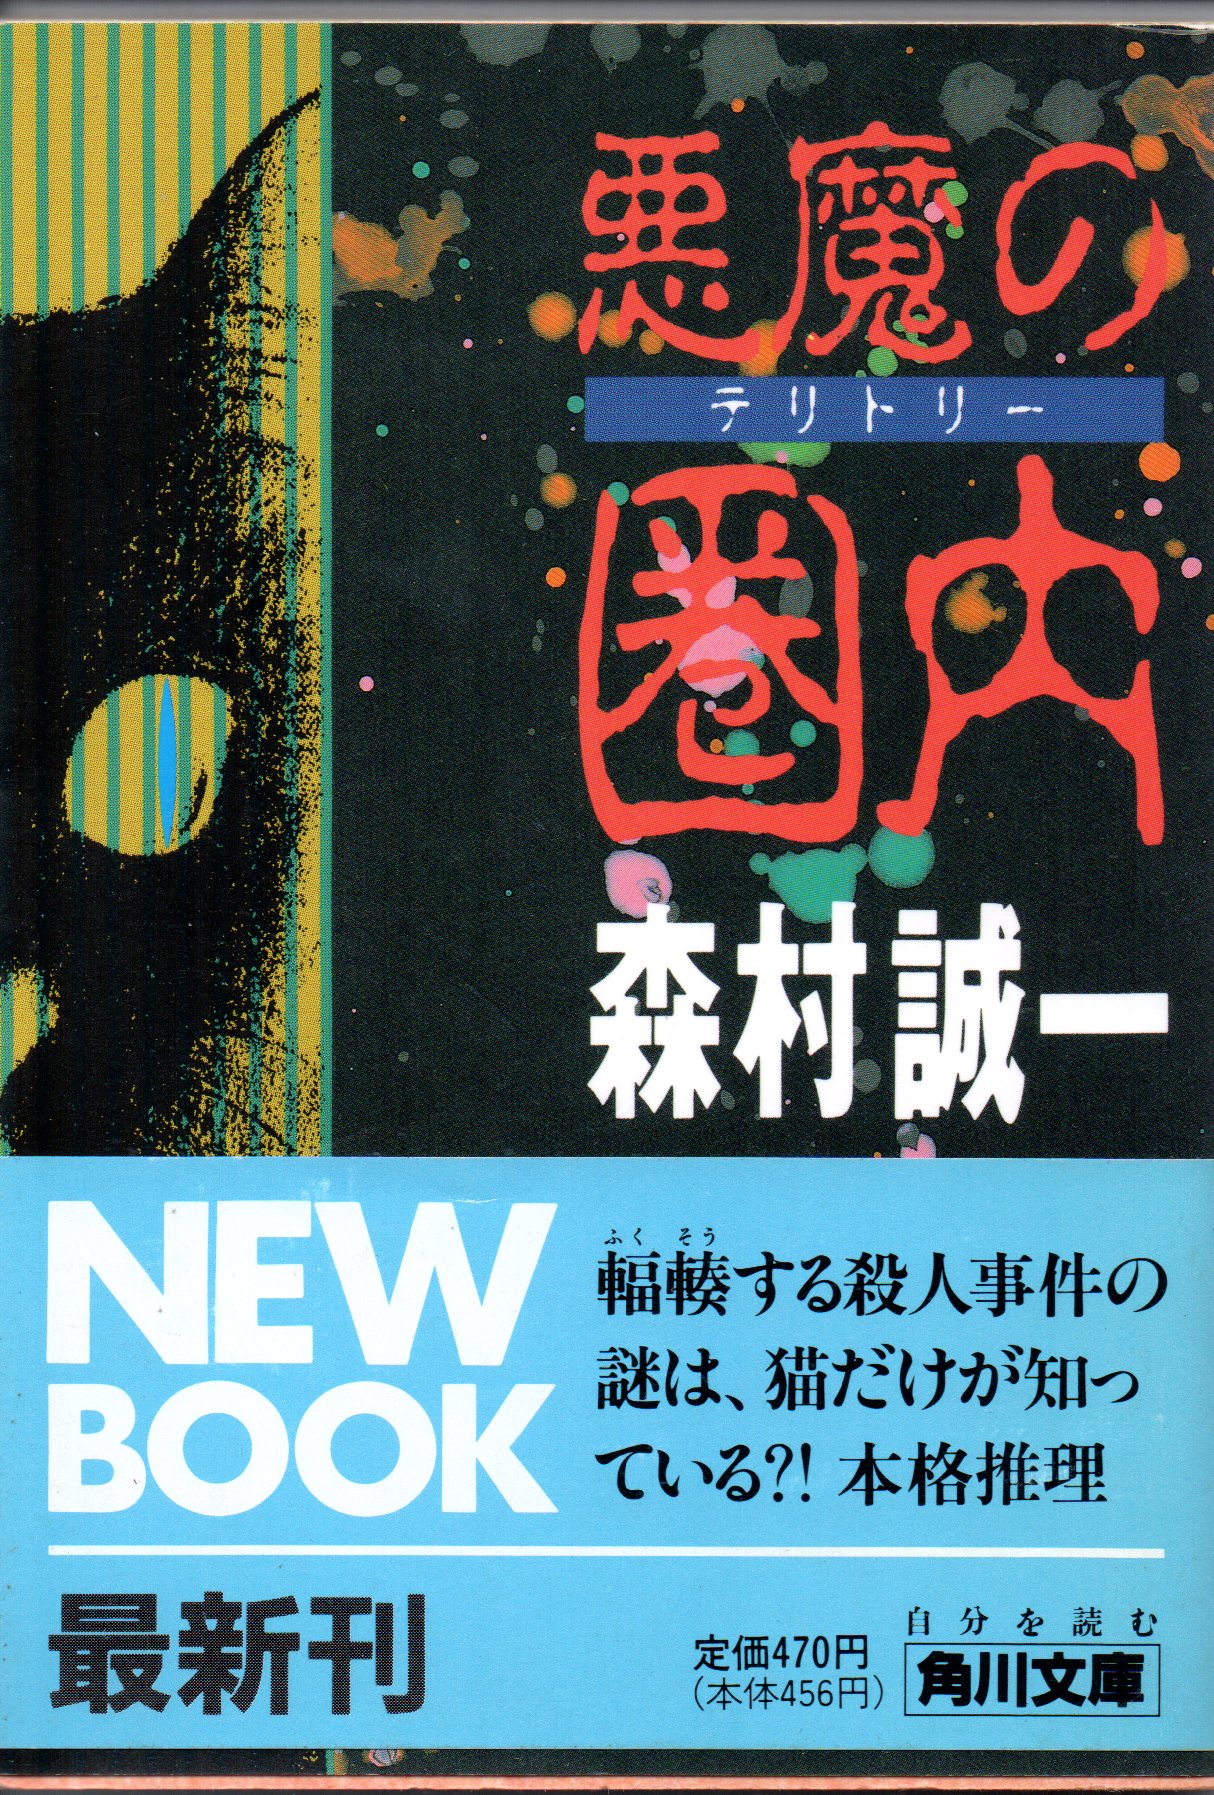 悪魔の
テリトリー
圏内
森村誠一
NEW
BOOK
ふくそう
輻輳する殺人事件の
謎は、猫だけが知っ
ている?!本格推理
最新刊
定価470円
(本体456円)
自分を読む
角川文庫